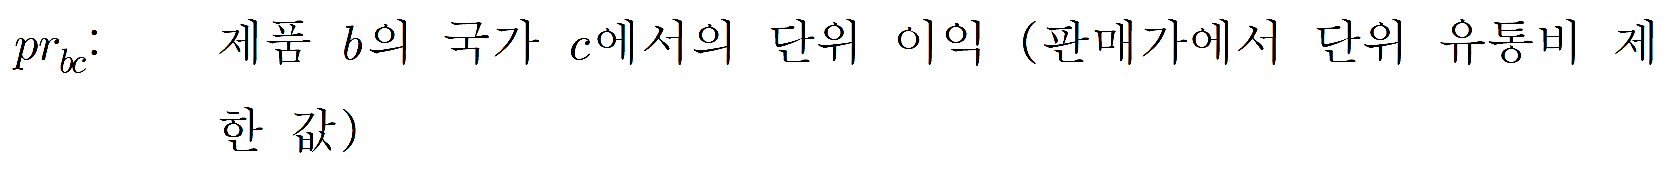 pr_bc: 제품 b의 국가 c에서의 단위 이익 (판매가에서 단위 유통비 제
한 값)